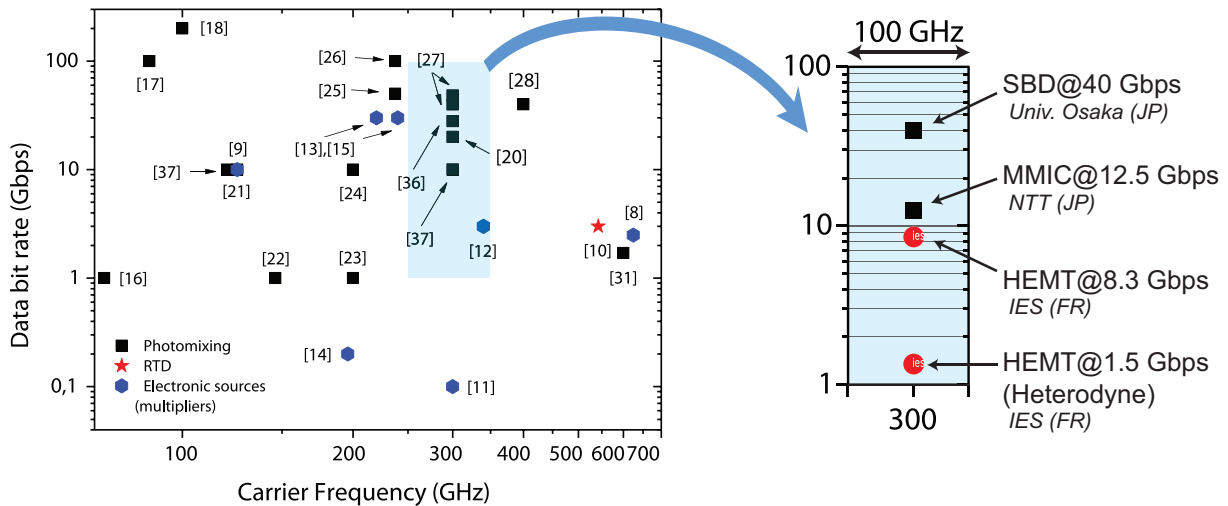 [18]
100
[17]
[26]
[27]
[28]
[25]
[13],[15]
[20]
[9]
[37]
10
[21]
[24]
[36]
[37]
[12]
[8]
[10]
[31]
[16]
1
[22]
[23]
[14]
[11]
0,1
Photomixing
RTD
Electronic sources
(multipliers)
Data bit rate (Gbps)
100 200 300 400 500 600 700
Carrier Frequency (GHz)
100 GHz
100
SBD@40 Gbps
Univ. Osaka (JP)
MMIC@12.5 Gbps
NTT (JP)
10
ies
HEMT@8.3 Gbps
IES (FR)
ies
HEMT@1.5 Gbps
(Heterodyne)
IES (FR)
1
300